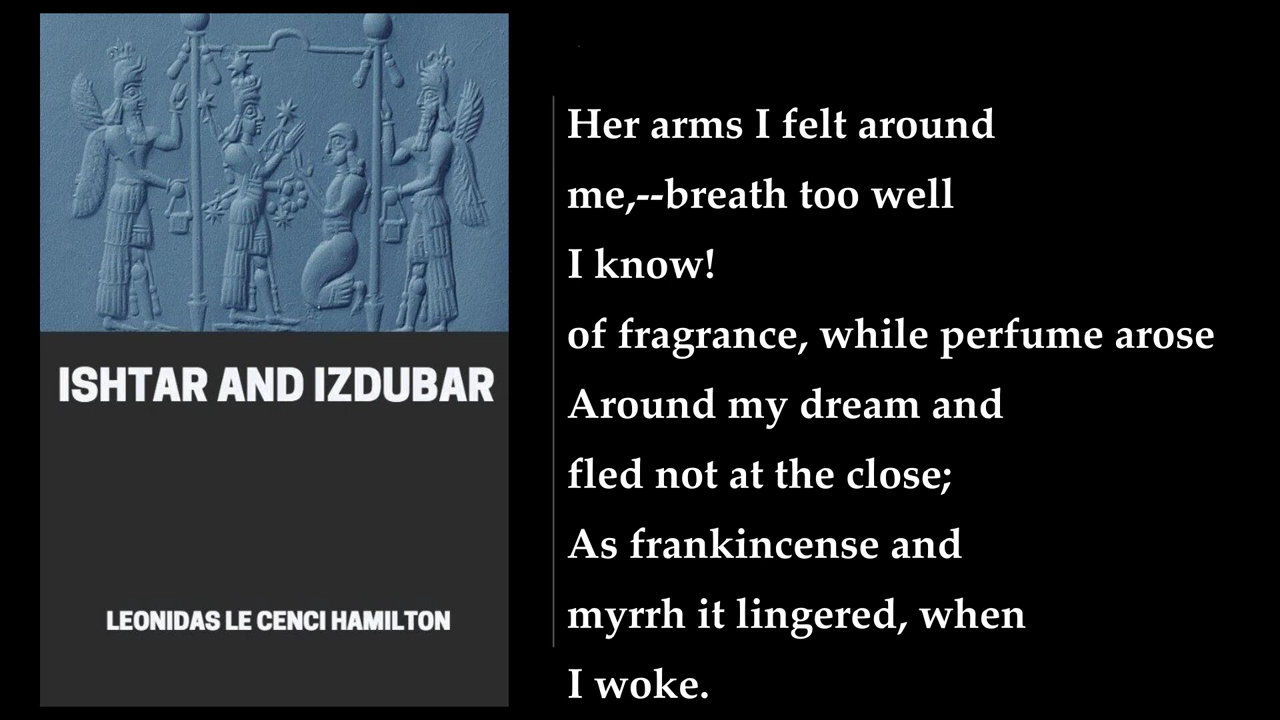 ISHTAR AND IZDUBAR
LEONIDAS LE CENCI HAMILTON
Her arms I felt around
me,--breath too well
I know!
of fragrance, while perfume arose
Around my dream and
fled not at the close;
As frankincense and
myrrh it lingered, when
I woke.